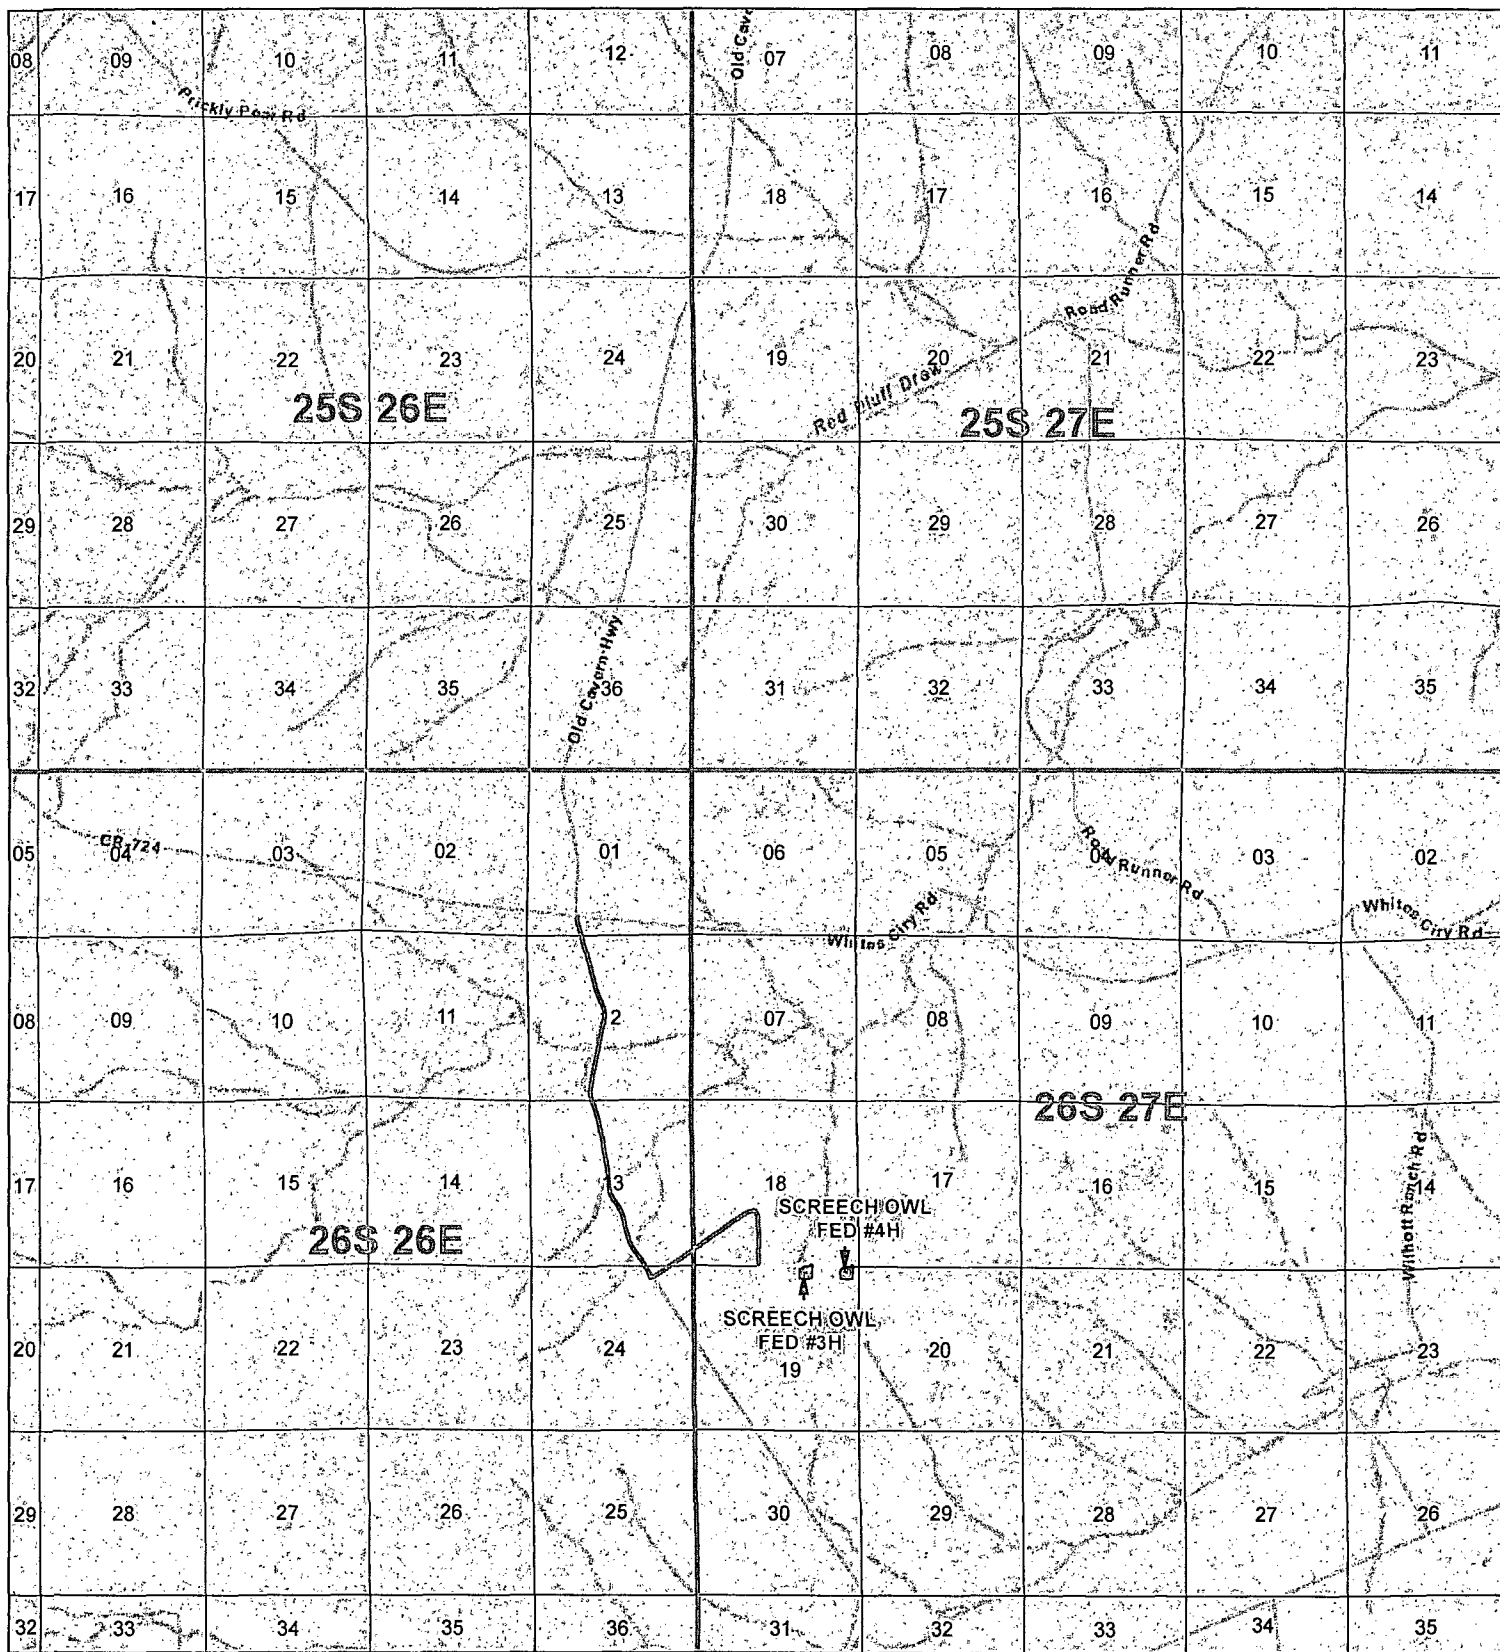 Old Cav
08 09 10 11 12 07 08 09 10 11
Prickly Pear Rd
17 16 15 14 13 18 17 16 15 14
Road Runner Rd
20 21 22 23 24 19 20 21 22 23
Red Bluff Draw
25S 26E
25S 27E
29 28 27 26 25 30 29 28 27 26
Old Cavern Hwy
32 33 34 35 36 31 32 33 34 35
CR-724
05 04 03 02 01 06 05 04 03 02
Road Runner Rd
Whites City Rd
Whites City Rd
08 09 10 11 2 07 08 09 10 11
26S 27E
17 16 15 14 3 18 17 16 15 14
Wilhott Ranch Rd
SCREECH OWL
FED #4H
26S 26E
SCREECH OWL
FED #3H
20 21 22 23 24 19 20 21 22 23
29 28 27 26 25 30 29 28 27 26
32 33 34 35 36 31 32 33 34 35